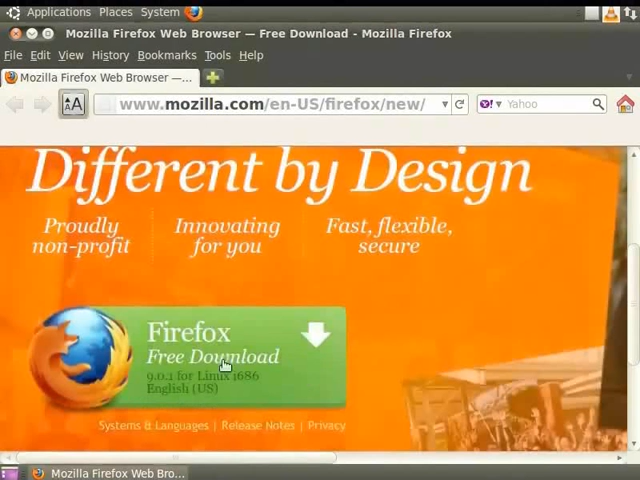 Applications Places System
Mozilla Firefox Web Browser — Free Download - Mozilla Firefox
File Edit View History Bookmarks Tools Help
Mozilla Firefox Web Browser —...
AA www.mozilla.com/en-US/firefox/new/ Y! Yahoo
Different by Design
Proudly non-profit
Innovating for you
Fast, flexible, secure
Firefox
Free Download
9.0.1 for Linux i686
English (US)
Systems & Languages | Release Notes | Privacy
Mozilla Firefox Web Bro...